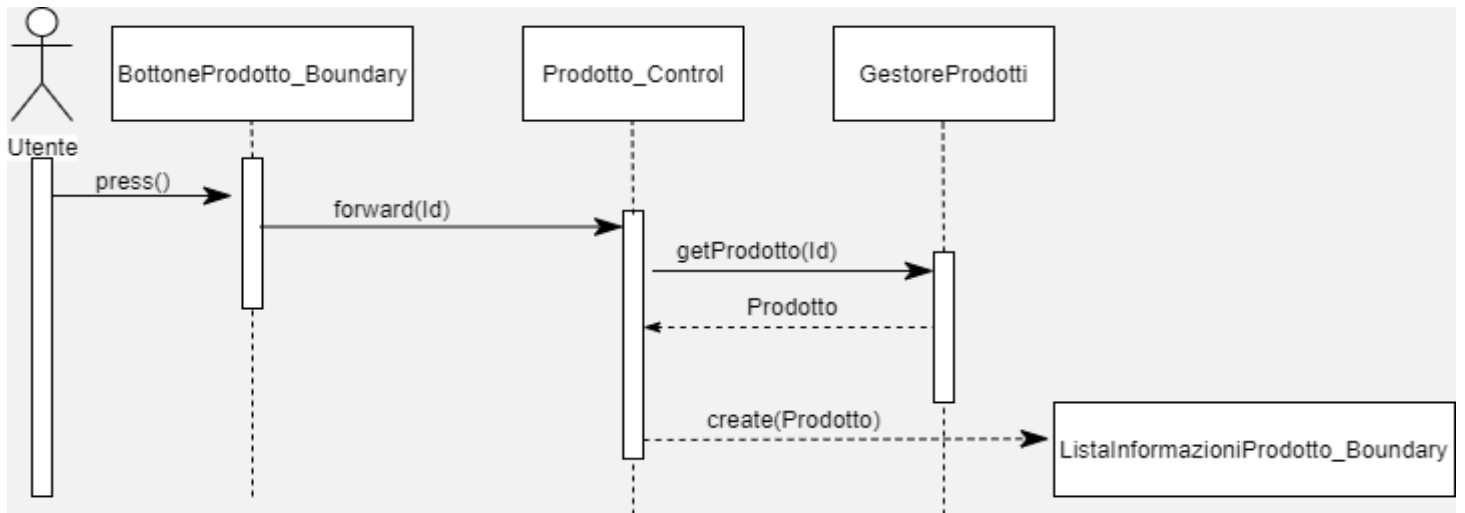 BottoneProdotto_Boundary
Prodotto_Control
GestoreProdotti
Utente
press()
forward(Id)
getProdotto(Id)
Prodotto
create(Prodotto)
ListaInformazioniProdotto_Boundary